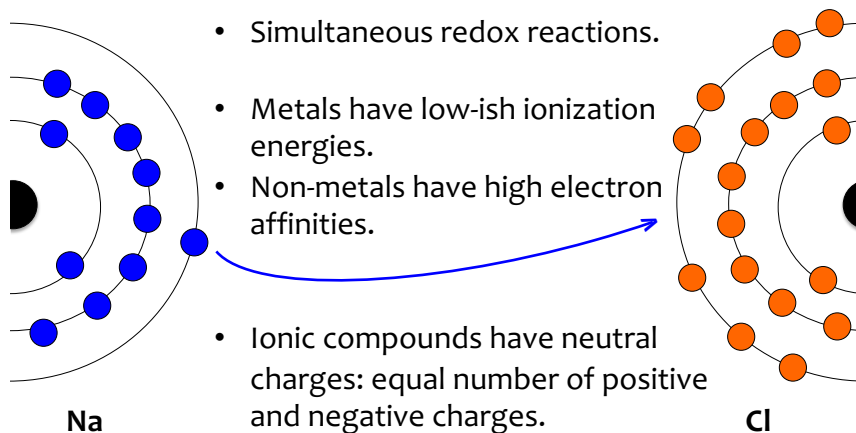 • Simultaneous redox reactions.
• Metals have low-ish ionization
energies.
• Non-metals have high electron
affinities.
• Ionic compounds have neutral
charges: equal number of positive
and negative charges.
Na
Cl